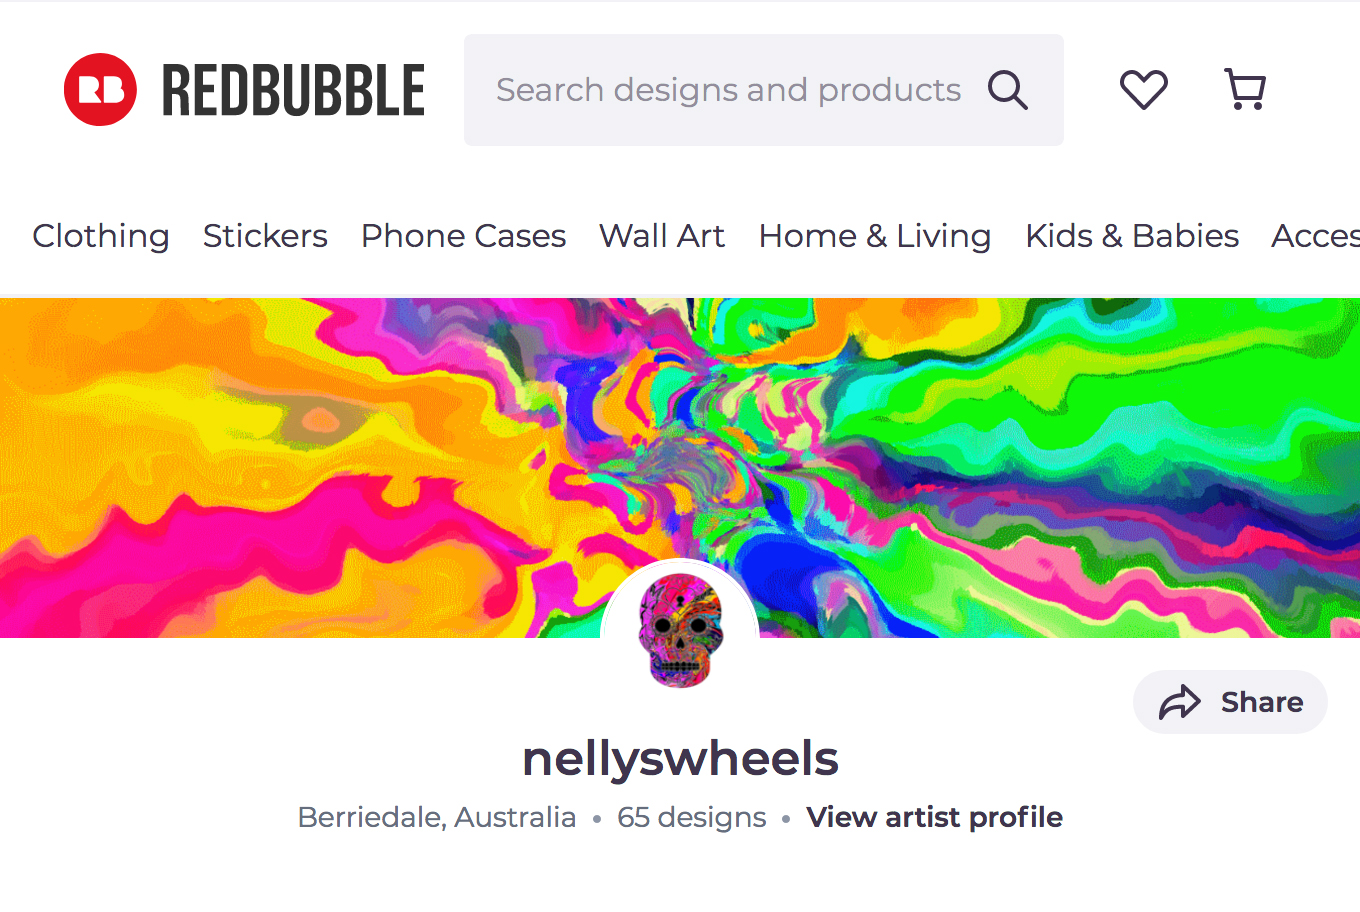 RB REDBUBBLE
Search designs and products
Clothing Stickers Phone Cases Wall Art Home & Living Kids & Babies Acces
Share
nellyswheels
Berriedale, Australia • 65 designs • View artist profile